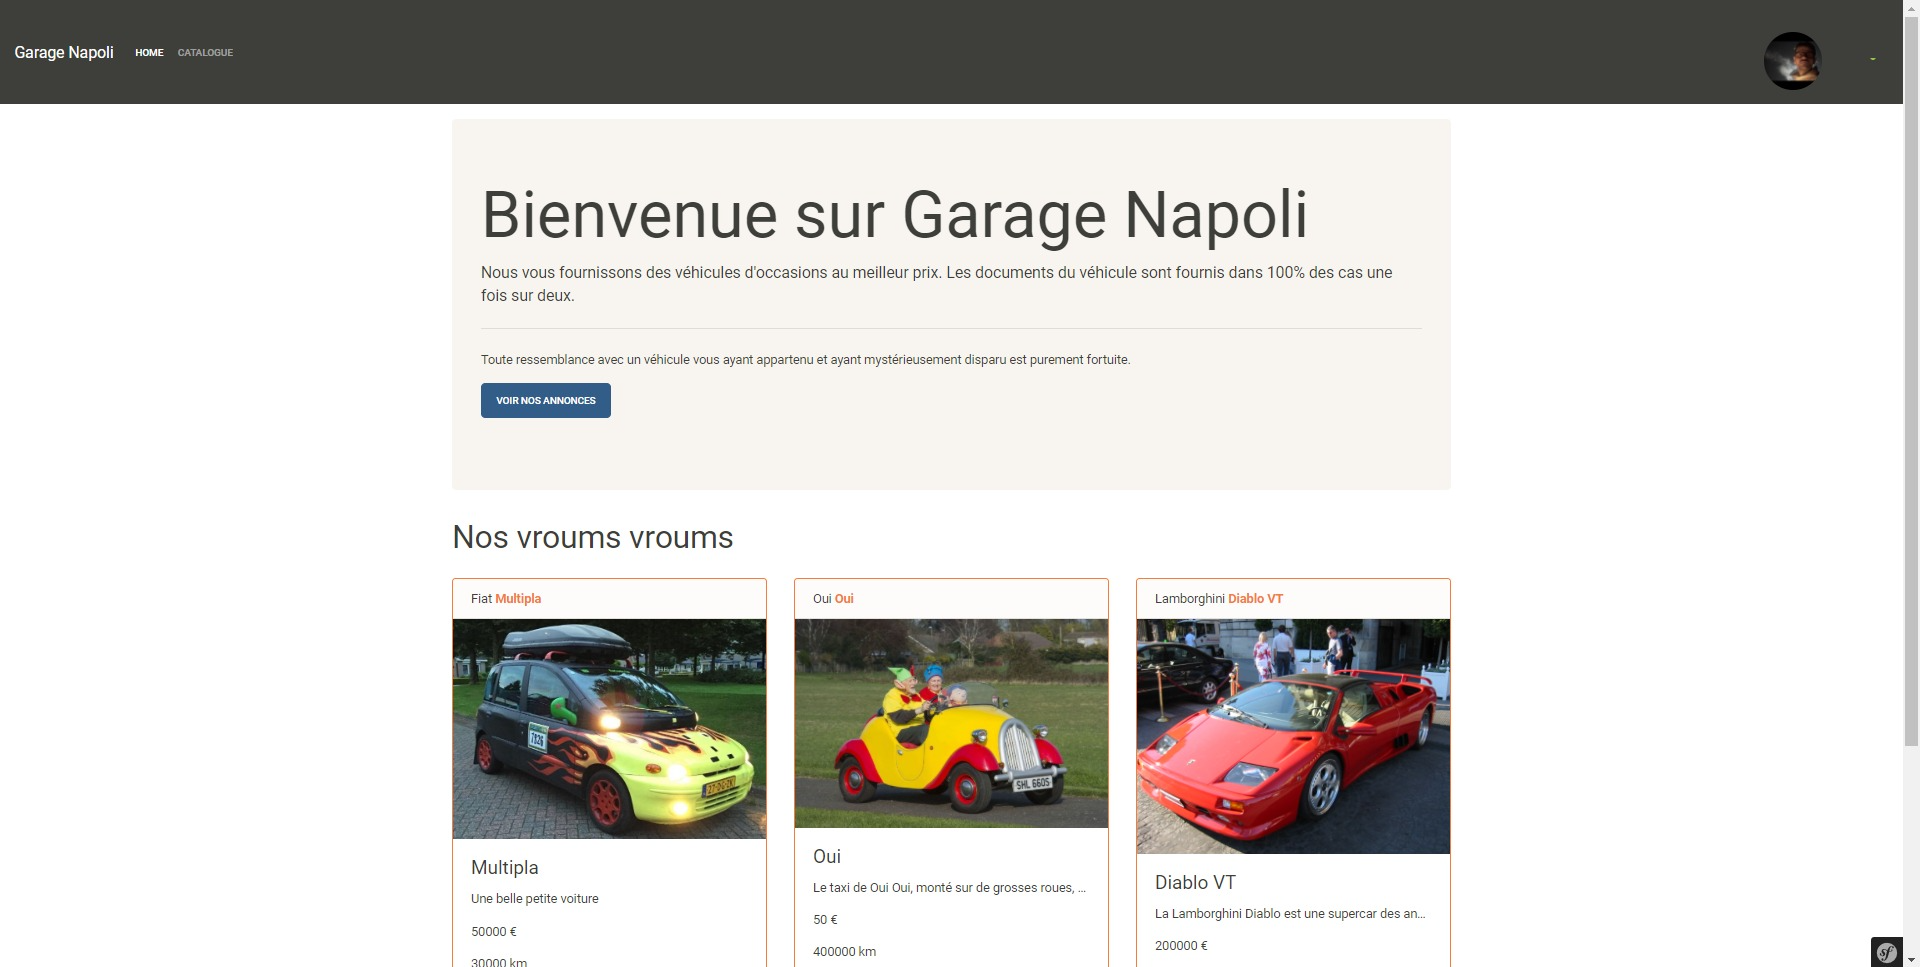 Garage Napoli HOME CATALOGUE
Bienvenue sur Garage Napoli
Nous vous fournissons des véhicules d'occasions au meilleur prix. Les documents du véhicule sont fournis dans 100% des cas une
fois sur deux.
Toute ressemblance avec un véhicule vous ayant appartenu et ayant mystérieusement disparu est purement fortuite.
VOIR NOS ANNONCES
Nos vroums vroums
Fiat Multipla
7826
Multipla
Une belle petite voiture
50000 €
30000 km
Oui Oui
SHL 660S
Oui
Le taxi de Oui Oui, monté sur de grosses roues, ...
50 €
400000 km
Lamborghini Diablo VT
Diablo VT
La Lamborghini Diablo est une supercar des an...
200000 €
sf